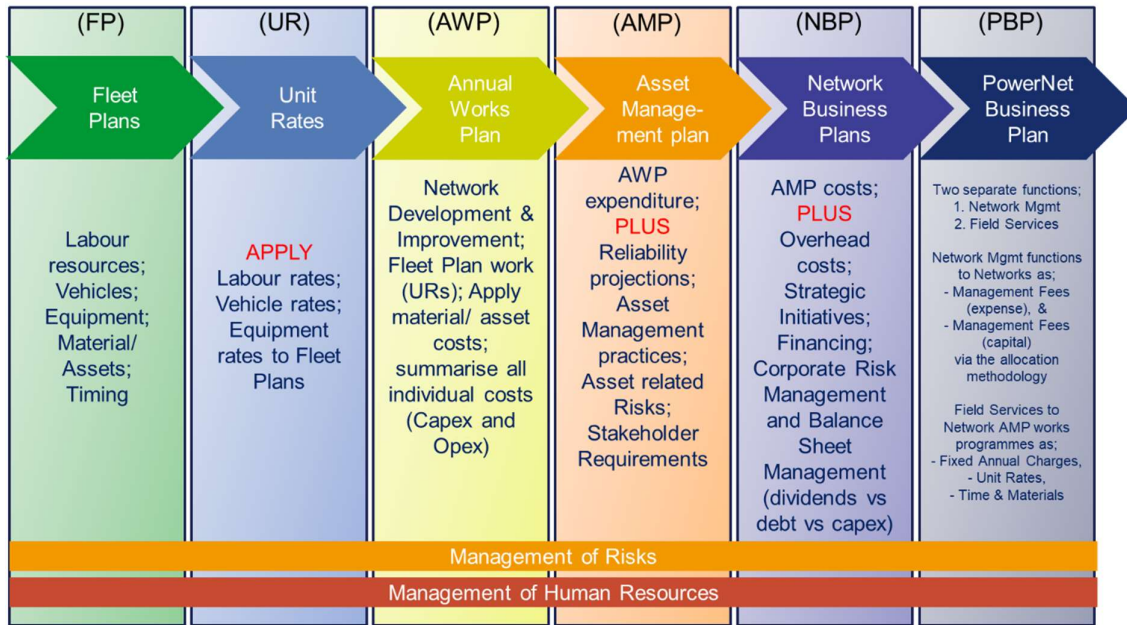 (FP)
Fleet
Plans
Labour
resources;
Vehicles;
Equipment;
Material/
Assets;
Timing
(UR)
Unit
Rates
APPLY
Labour rates;
Vehicle rates;
Equipment
rates to Fleet
Plans
(AWP)
Annual
Works
Plan
Network
Development &
Improvement;
Fleet Plan work
(URs); Apply
material/ asset
costs;
summarise all
individual costs
(Capex and
Opex)
(AMP)
Asset
Manage-
ment plan
AWP
expenditure;
PLUS
Reliability
projections;
Asset
Management
practices;
Asset related
Risks;
Stakeholder
Requirements
(NBP)
Network
Business
Plans
AMP costs;
PLUS
Overhead
costs;
Strategic
Initiatives;
Financing;
Corporate Risk
Management
and Balance
Sheet
Management
(dividends vs
debt vs capex)
(PBP)
PowerNet
Business
Plan
Two separate functions;
1. Network Mgmt
2. Field Services
Network Mgmt functions
to Networks as;
- Management Fees
(expense), &
- Management Fees
(capital)
via the allocation
methodology
Field Services to
Network AMP works
programmes as;
- Fixed Annual Charges,
- Unit Rates,
- Time & Materials
Management of Risks
Management of Human Resources